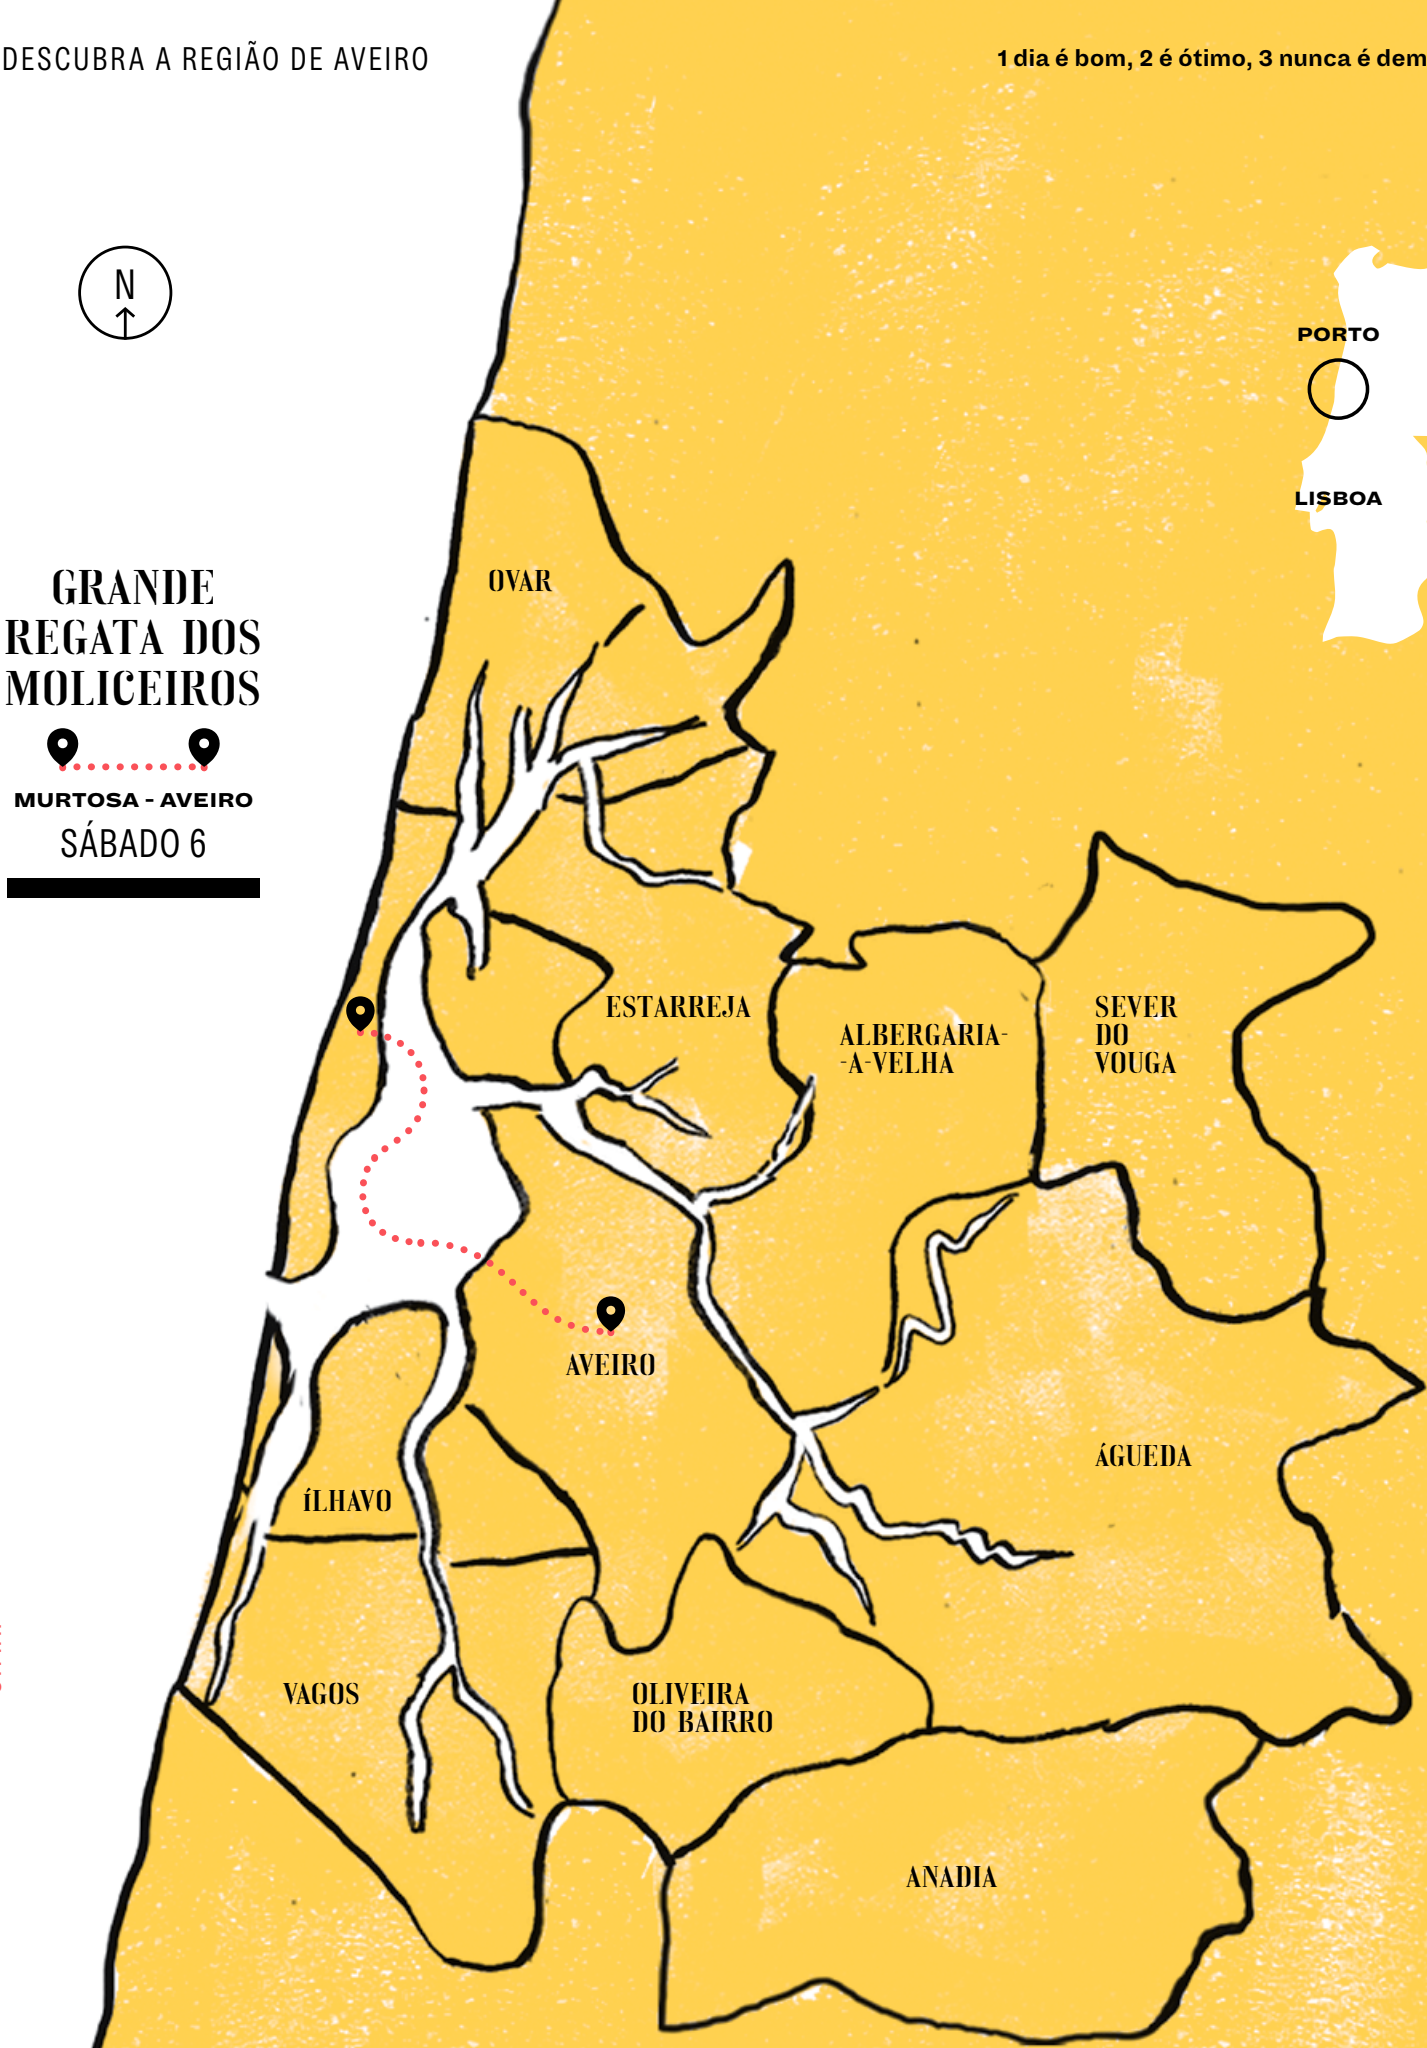 DESCUBRA A REGIÃO DE AVEIRO
1 dia é bom, 2 é ótimo, 3 nunca é dem
N
PORTO
LISBOA
GRANDE
REGATA DOS
MOLICEIROS
MURTOSA - AVEIRO
SÁBADO 6
OVAR
ESTARREJA
ALBERGARIA-
-A-VELHA
SEVER
DO
VOUGA
AVEIRO
ÁGUEDA
ÍLHAVO
VAGOS
OLIVEIRA
DO BAIRRO
ANADIA